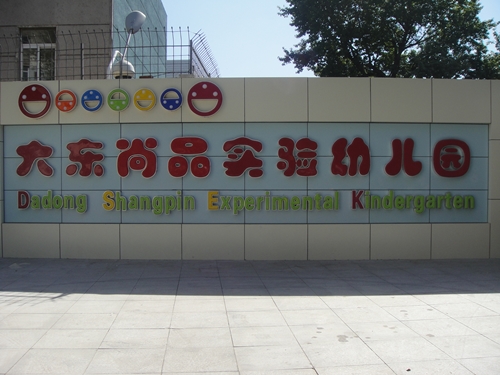 大东尚品实验幼儿园
Dadong Shangpin Experimental Kindergarten